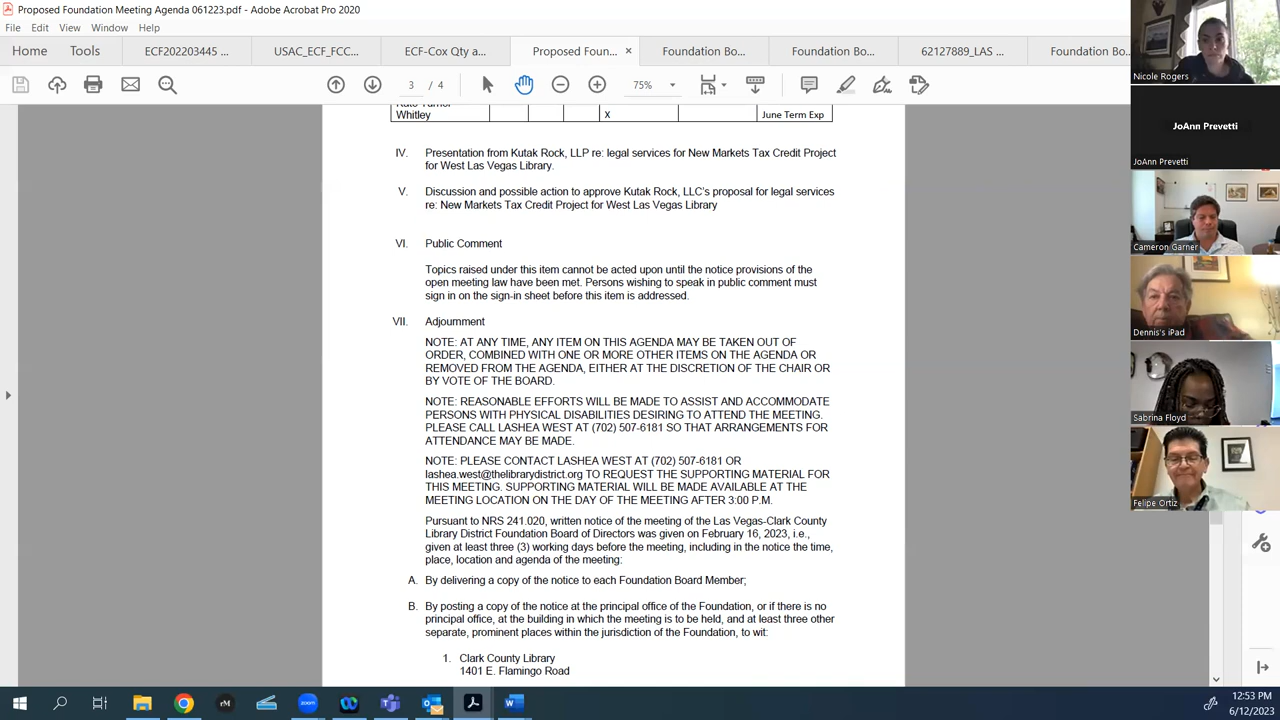 Proposed Foundation Meeting Agenda 061223.pdf - Adobe Acrobat Pro 2020
File Edit View Window Help
Home Tools ECF202203445 ... USAC_ECF_FCC... ECF-Cox Qty a... Proposed Foun... × Foundation Bo... Foundation Bo... 62127889_LAS ... Foundation Bo
3 / 4 75%
Whitley X June Term Exp
IV. Presentation from Kutak Rock, LLP re: legal services for New Markets Tax Credit Project
for West Las Vegas Library.
V. Discussion and possible action to approve Kutak Rock, LLC's proposal for legal services
re: New Markets Tax Credit Project for West Las Vegas Library
VI. Public Comment
Topics raised under this item cannot be acted upon until the notice provisions of the
open meeting law have been met. Persons wishing to speak in public comment must
sign in on the sign-in sheet before this item is addressed.
VII. Adjournment
NOTE: AT ANY TIME, ANY ITEM ON THIS AGENDA MAY BE TAKEN OUT OF
ORDER, COMBINED WITH ONE OR MORE OTHER ITEMS ON THE AGENDA OR
REMOVED FROM THE AGENDA, EITHER AT THE DISCRETION OF THE CHAIR OR
BY VOTE OF THE BOARD.
NOTE: REASONABLE EFFORTS WILL BE MADE TO ASSIST AND ACCOMMODATE
PERSONS WITH PHYSICAL DISABILITIES DESIRING TO ATTEND THE MEETING.
PLEASE CALL LASHEA WEST AT (702) 507-6181 SO THAT ARRANGEMENTS FOR
ATTENDANCE MAY BE MADE.
NOTE: PLEASE CONTACT LASHEA WEST AT (702) 507-6181 OR
lashea.west@thelibrarydistrict.org TO REQUEST THE SUPPORTING MATERIAL FOR
THIS MEETING. SUPPORTING MATERIAL WILL BE MADE AVAILABLE AT THE
MEETING LOCATION ON THE DAY OF THE MEETING AFTER 3:00 P.M.
Pursuant to NRS 241.020, written notice of the meeting of the Las Vegas-Clark County
Library District Foundation Board of Directors was given on February 16, 2023, i.e.,
given at least three (3) working days before the meeting, including in the notice the time,
place, location and agenda of the meeting:
A. By delivering a copy of the notice to each Foundation Board Member;
B. By posting a copy of the notice at the principal office of the Foundation, or if there is no
principal office, at the building in which the meeting is to be held, and at least three other
separate, prominent places within the jurisdiction of the Foundation, to wit:
1. Clark County Library
1401 E. Flamingo Road
Nicole Rogers
JoAnn Prevetti
JoAnn Prevetti
Cameron Garner
Dennis's iPad
Sabrina Floyd
Felipe Ortiz
rM zoom
12:53 PM
6/12/2023